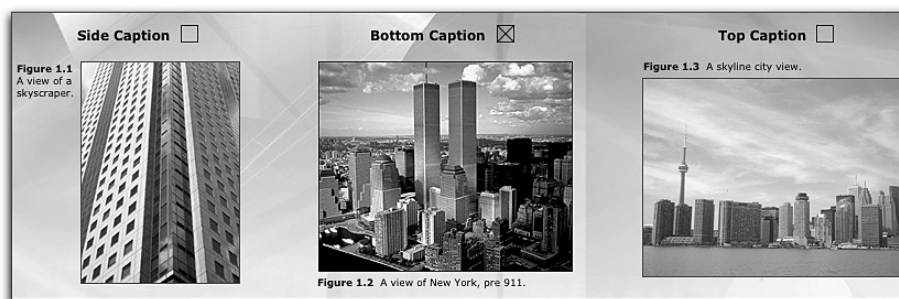 Side Caption
Bottom Caption
Top Caption
Figure 1.1
A view of a
skyscraper.
Figure 1.2 A view of New York, pre 911.
Figure 1.3 A skyline city view.